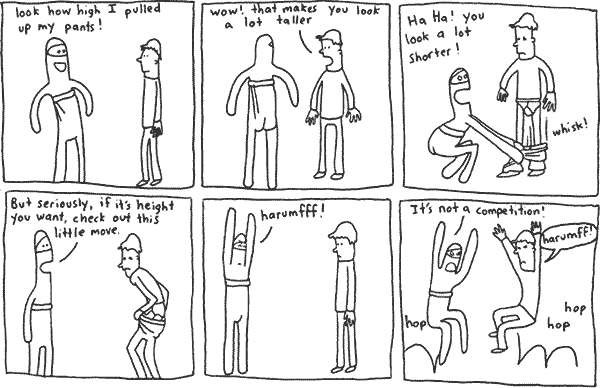 look how high I pulled
up my pants!
wow! that makes you look
a lot taller
Ha Ha! you
look a lot
shorter!
whisk!
But seriously, if it's height
you want, check out this
little move.
harumfff!
It's not a competition!
harumff!
hop
hop
hop